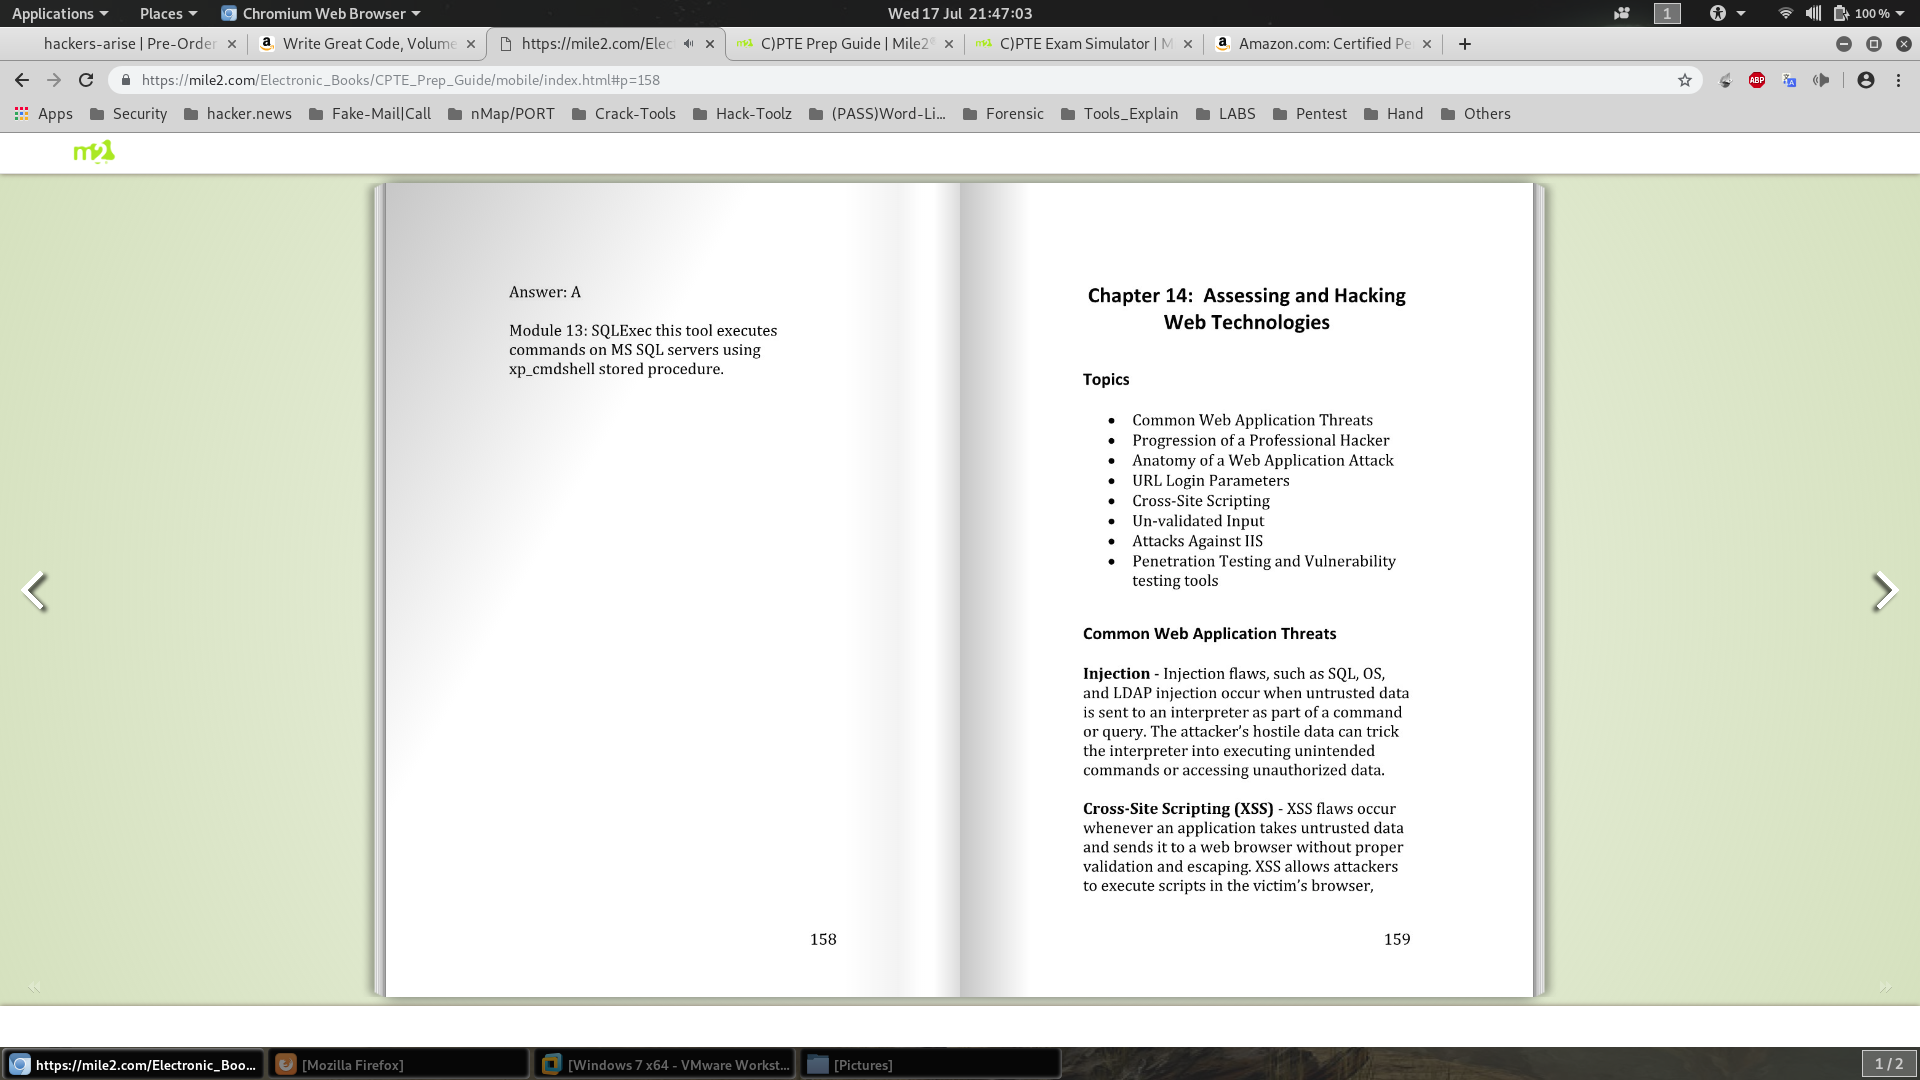 Applications Places Chromium Web Browser Wed 17 Jul 21:47:03 1 100 %
hackers-arise | Pre-Order Write Great Code, Volume https://mile2.com/Elec C)PTE Prep Guide | Mile2® C)PTE Exam Simulator | M Amazon.com: Certified Pe
https://mile2.com/Electronic_Books/CPTE_Prep_Guide/mobile/index.html#p=158 ABP
Apps Security hacker.news Fake-Mail|Call nMap/PORT Crack-Tools Hack-Toolz (PASS)Word-Li... Forensic Tools_Explain LABS Pentest Hand Others
m2
Answer: A
Module 13: SQLExec this tool executes
commands on MS SQL servers using
xp_cmdshell stored procedure.
158
Chapter 14: Assessing and Hacking
Web Technologies
Topics
• Common Web Application Threats
• Progression of a Professional Hacker
• Anatomy of a Web Application Attack
• URL Login Parameters
• Cross-Site Scripting
• Un-validated Input
• Attacks Against IIS
• Penetration Testing and Vulnerability
testing tools
Common Web Application Threats
Injection - Injection flaws, such as SQL, OS,
and LDAP injection occur when untrusted data
is sent to an interpreter as part of a command
or query. The attacker’s hostile data can trick
the interpreter into executing unintended
commands or accessing unauthorized data.
Cross-Site Scripting (XSS) - XSS flaws occur
whenever an application takes untrusted data
and sends it to a web browser without proper
validation and escaping. XSS allows attackers
to execute scripts in the victim’s browser,
159
https://mile2.com/Electronic_Boo... [Mozilla Firefox] [Windows 7 x64 - VMware Workst... [Pictures] 1 / 2